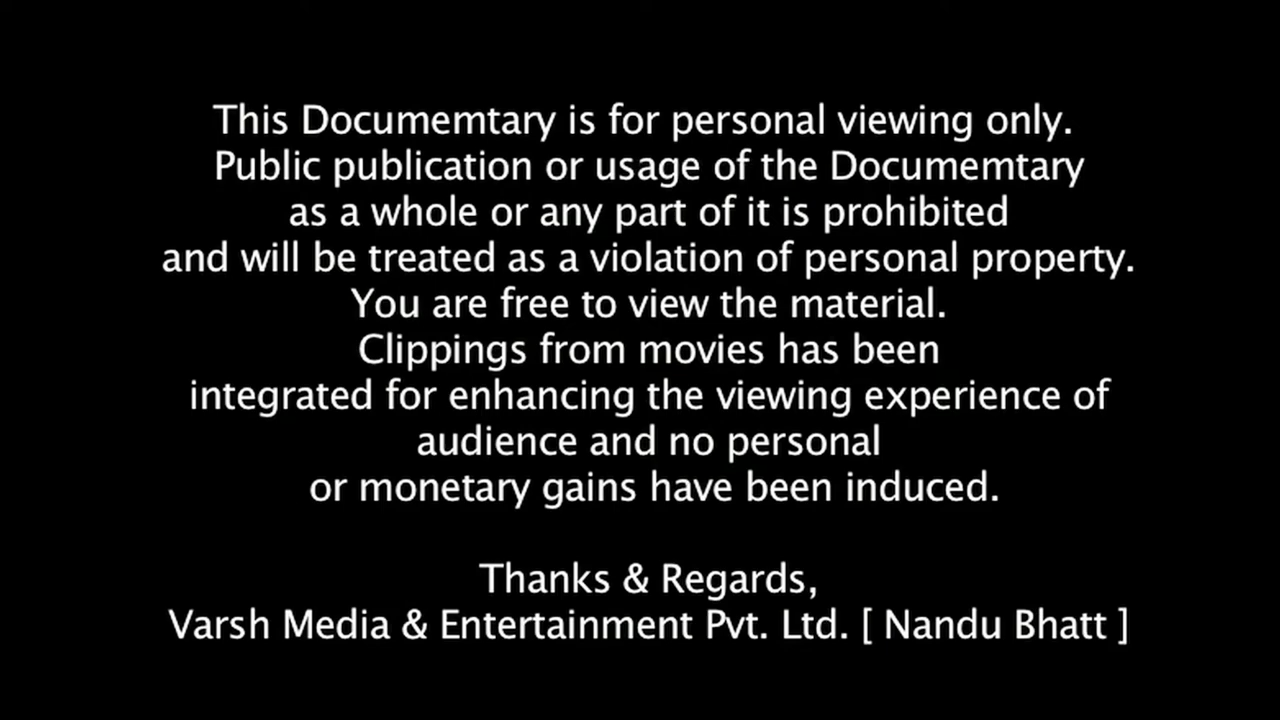 This Documemtary is for personal viewing only.
Public publication or usage of the Documemtary
as a whole or any part of it is prohibited
and will be treated as a violation of personal property.
You are free to view the material.
Clippings from movies has been
integrated for enhancing the viewing experience of
audience and no personal
or monetary gains have been induced.
Thanks & Regards,
Varsh Media & Entertainment Pvt. Ltd. [ Nandu Bhatt ]